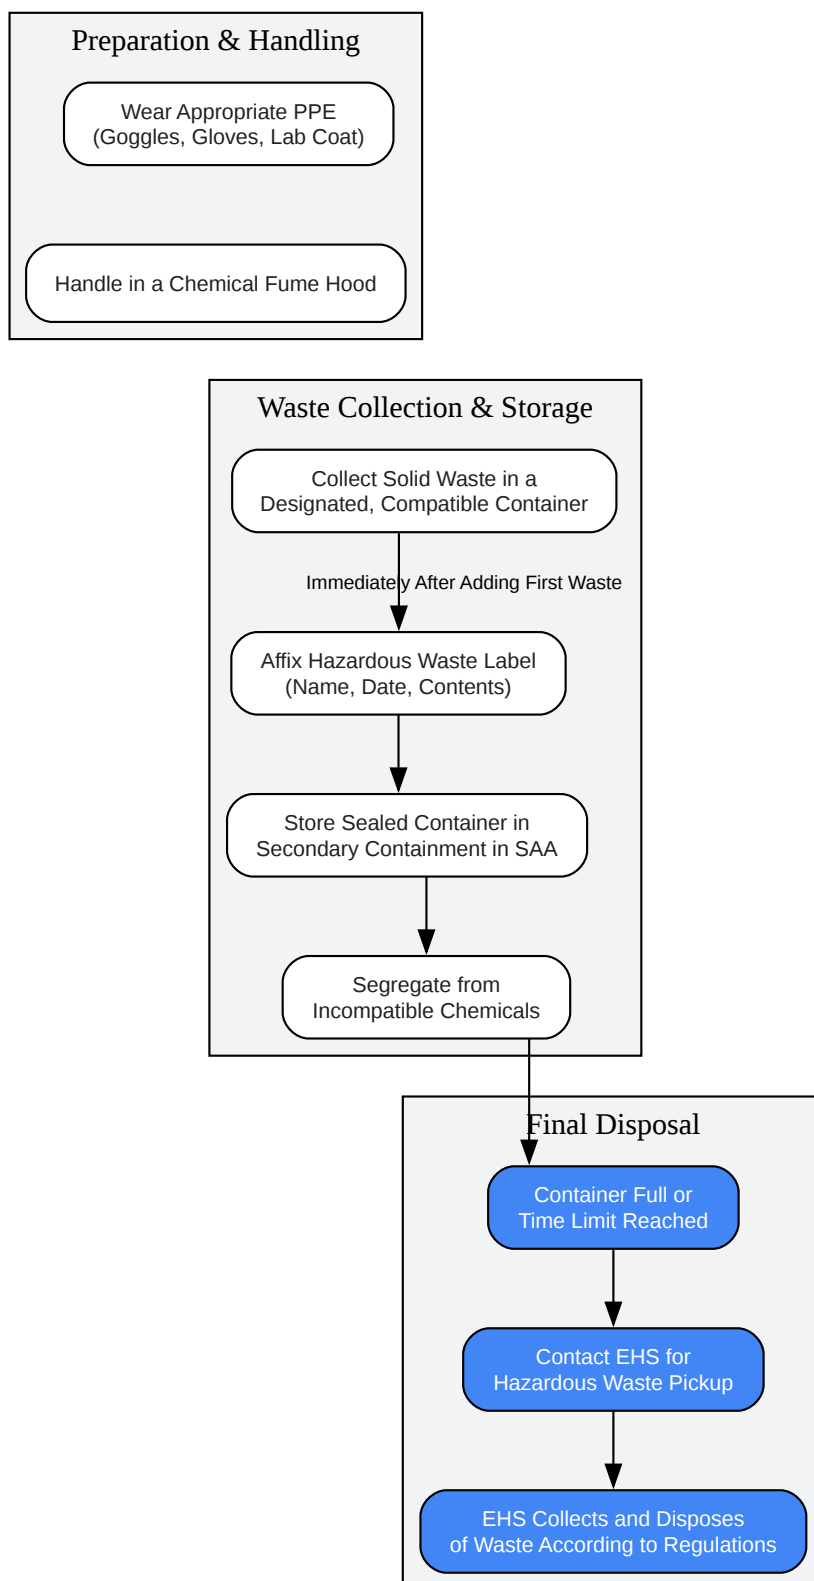 Preparation & Handling
Wear Appropriate PPE
(Goggles, Gloves, Lab Coat)
Handle in a Chemical Fume Hood
Waste Collection & Storage
Collect Solid Waste in a
Designated, Compatible Container
Immediately After Adding First Waste
Affix Hazardous Waste Label
(Name, Date, Contents)
Store Sealed Container in
Secondary Containment in SAA
Segregate from
Incompatible Chemicals
Final Disposal
Container Full or
Time Limit Reached
Contact EHS for
Hazardous Waste Pickup
EHS Collects and Disposes
of Waste According to Regulations